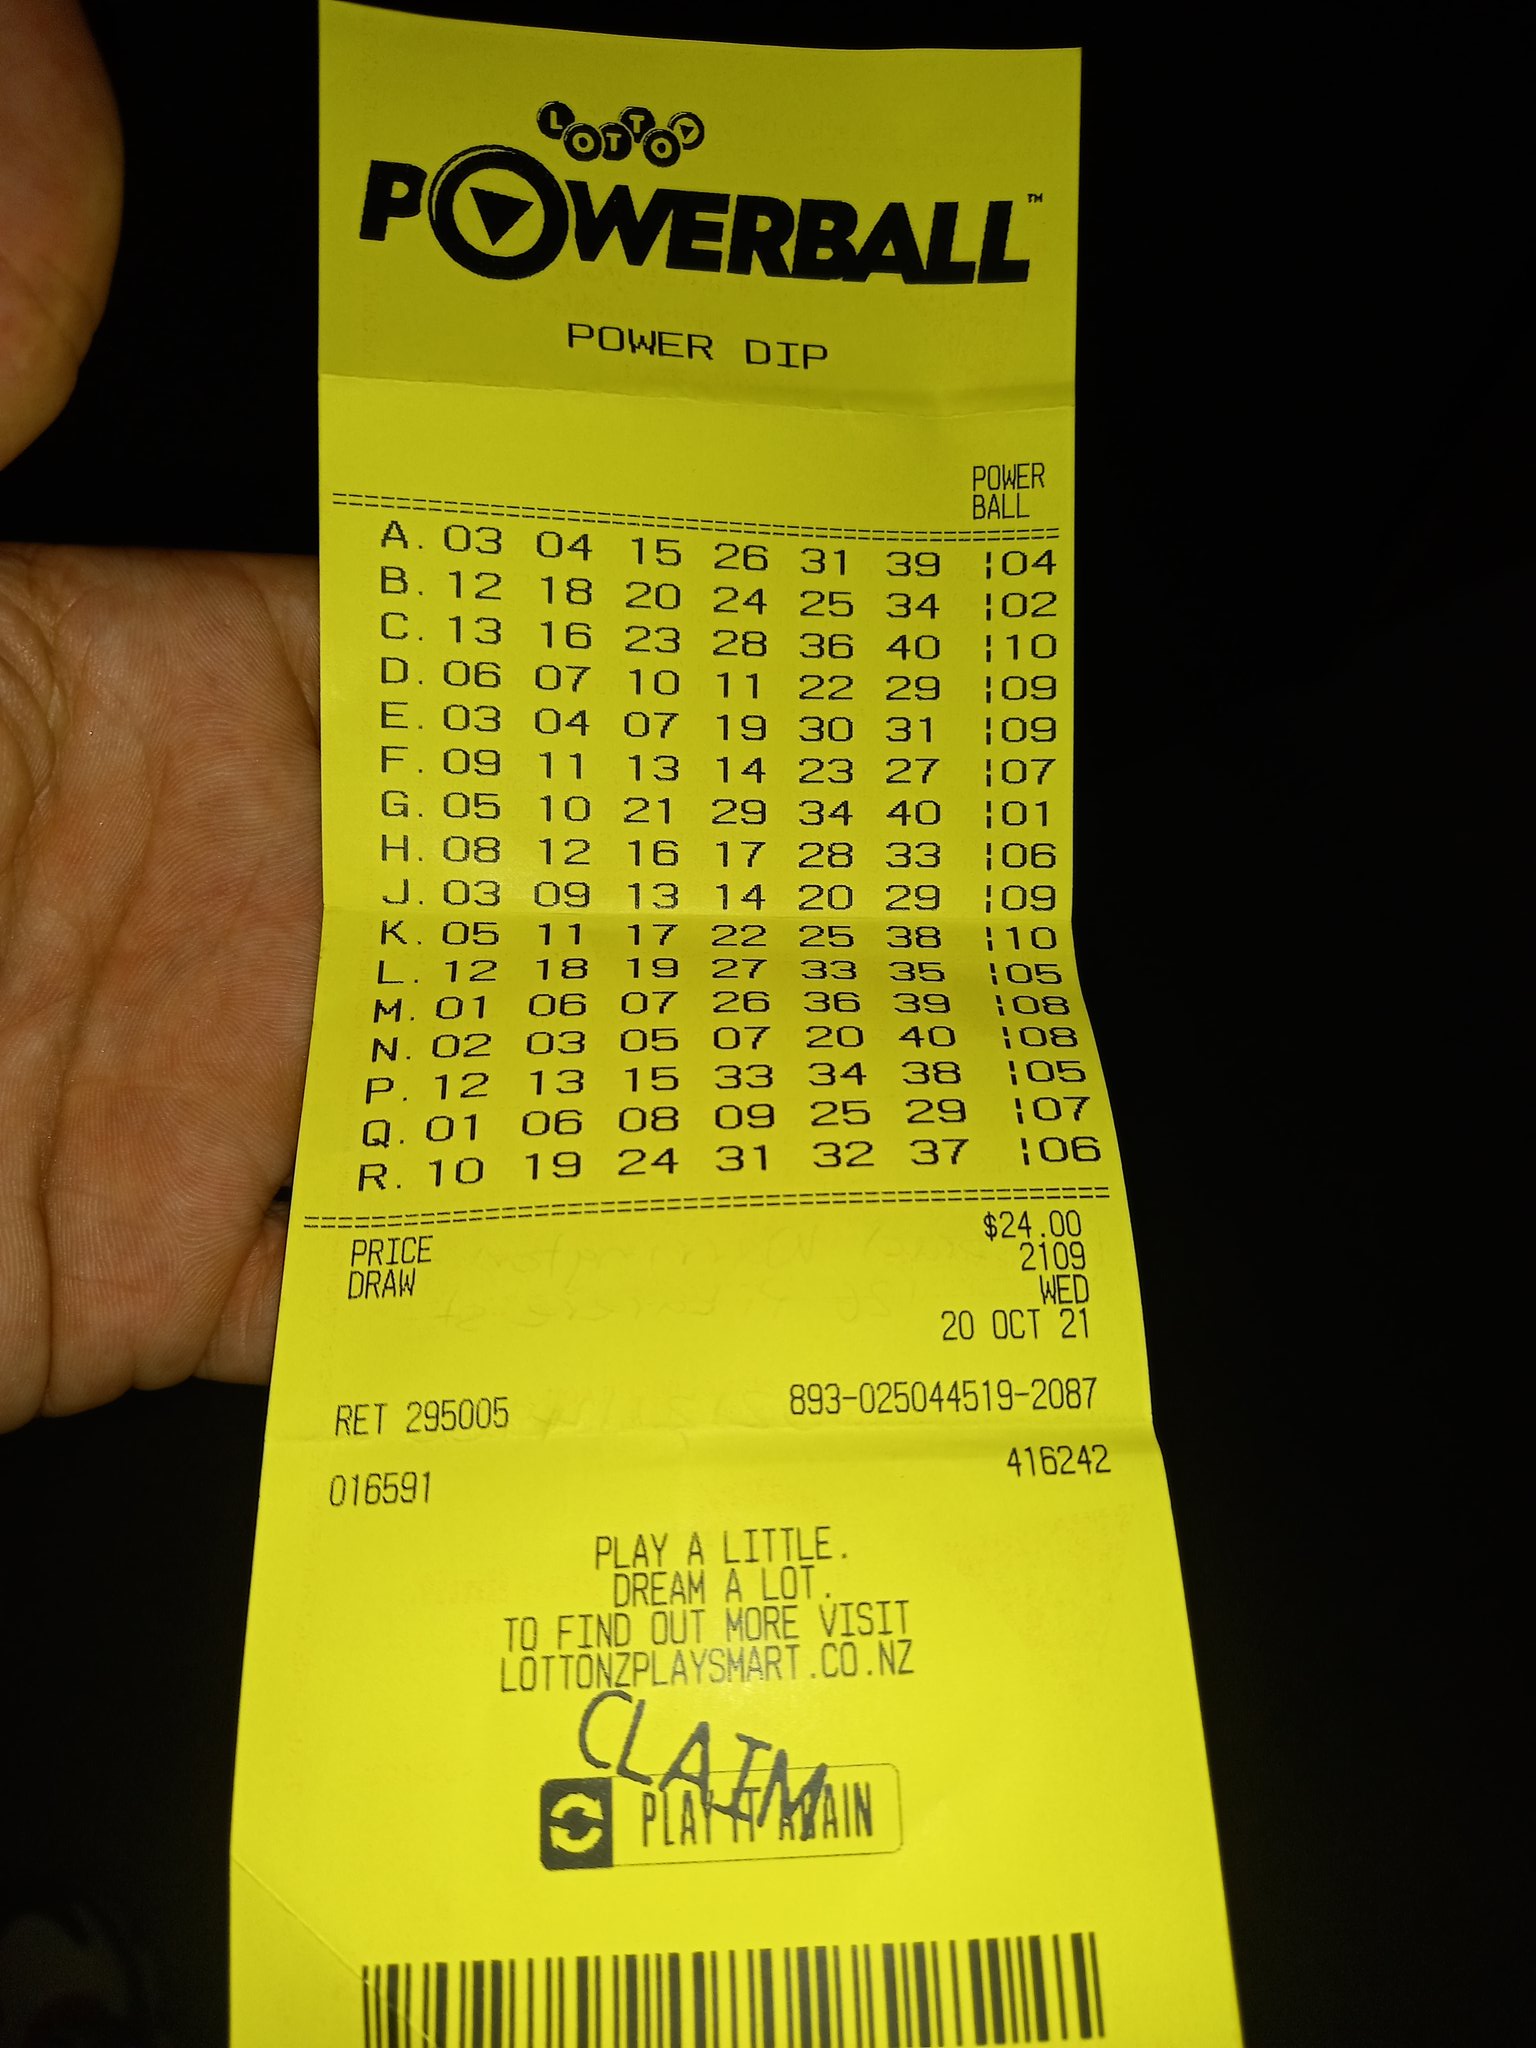 LOTTO
POWERBALL™
POWER DIP
POWER
BALL
A. 03 04 15 26 31 39 ¦04
B. 12 18 20 24 25 34 ¦02
C. 13 16 23 28 36 40 ¦10
D. 06 07 10 11 22 29 ¦09
E. 03 04 07 19 30 31 ¦09
F. 09 11 13 14 23 27 ¦07
G. 05 10 21 29 34 40 ¦01
H. 08 12 16 17 28 33 ¦06
J. 03 09 13 14 20 29 ¦09
K. 05 11 17 22 25 38 ¦10
L. 12 18 19 27 33 35 ¦05
M. 01 06 07 26 36 39 ¦08
N. 02 03 05 07 20 40 ¦08
P. 12 13 15 33 34 38 ¦05
Q. 01 06 08 09 25 29 ¦07
R. 10 19 24 31 32 37 ¦06
PRICE $24.00
DRAW 2109
WED
20 OCT 21
RET 295005 893-025044519-2087
016591 416242
PLAY A LITTLE.
DREAM A LOT.
TO FIND OUT MORE VISIT
LOTTONZPLAYSMART.CO.NZ
CLAIM
PLAY IT AGAIN